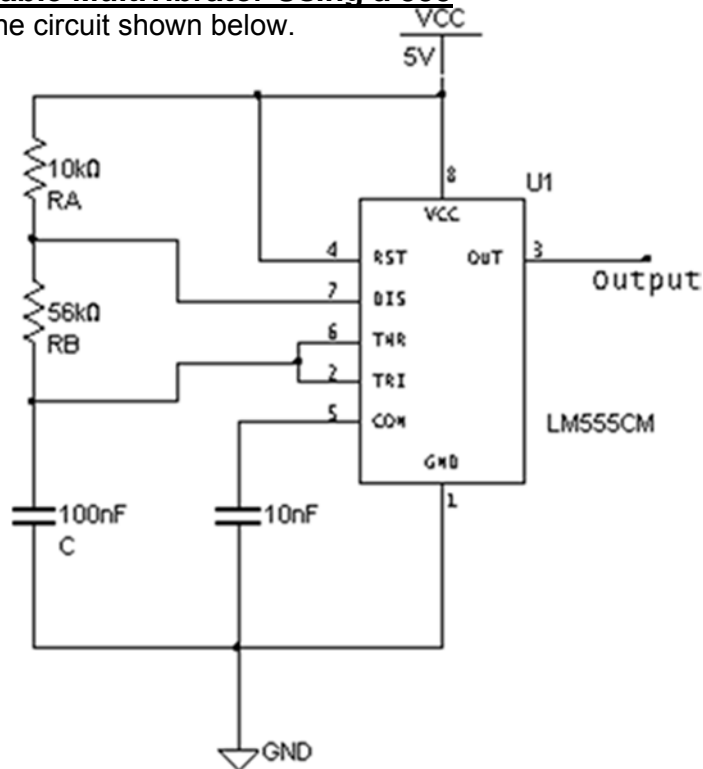 he circuit shown below.
VCC
5V
10kΩ
RA
56kΩ
RB
100nF
C
10nF
8
U1
VCC
4
RST
OUT
3
Output
7
DIS
6
THR
2
TRI
5
CON
LM555CM
GND
1
GND